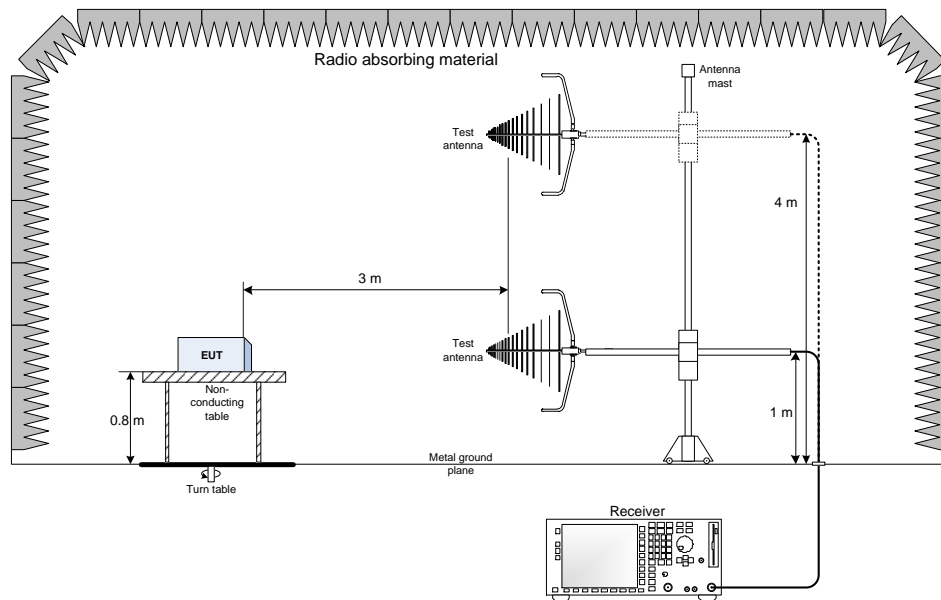 Radio absorbing material
Antenna
mast
Test
antenna
4 m
3 m
Test
antenna
EUT
Non-
conducting
table
0.8 m
1 m
Metal ground
plane
Turn table
Receiver